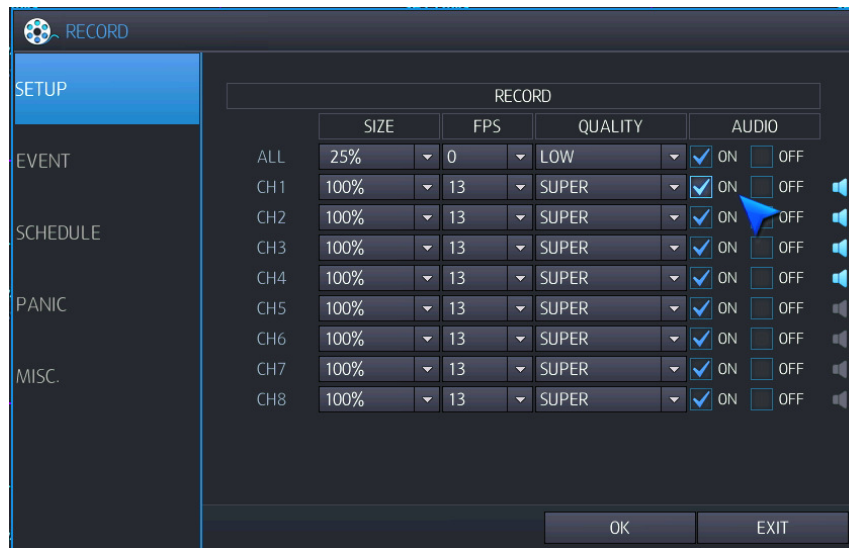 RECORD
SETUP
EVENT
SCHEDULE
PANIC
MISC.
RECORD
SIZE FPS QUALITY AUDIO
ALL 25% 0 LOW ON OFF
CH1 100% 13 SUPER ON OFF
CH2 100% 13 SUPER ON OFF
CH3 100% 13 SUPER ON OFF
CH4 100% 13 SUPER ON OFF
CH5 100% 13 SUPER ON OFF
CH6 100% 13 SUPER ON OFF
CH7 100% 13 SUPER ON OFF
CH8 100% 13 SUPER ON OFF
OK EXIT